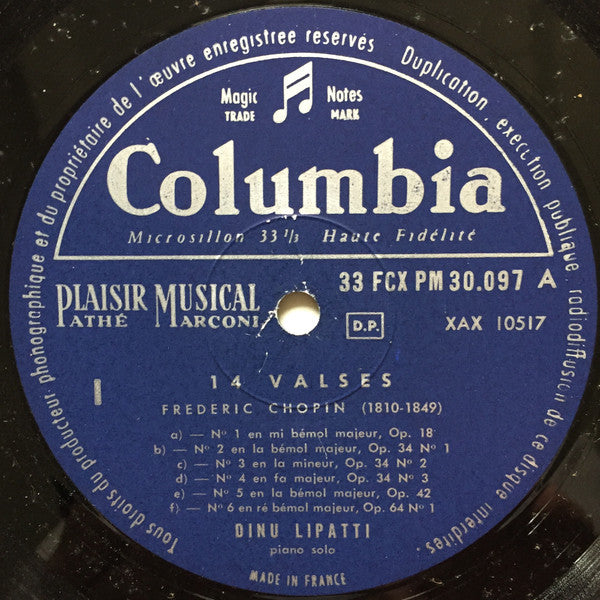 Tous droits du producteur phonographique et du propriétaire de l'œuvre enregistrée réservés Duplication, exécution publique, radiodiffusion de ce disque interdites.
Magic Notes
TRADE MARK
Columbia
Microsillon 33 1/3 Haute Fidélité
PLAISIR MUSICAL
PATHÉ MARCONI
33 FCX PM 30.097 A
D.P.
XAX 10517
I
14 VALSES
FREDERIC CHOPIN (1810-1849)
a) — Nº 1 en mi bémol majeur, Op. 18
b) — Nº 2 en la bémol majeur, Op. 34 Nº 1
c) — Nº 3 en la mineur, Op. 34 Nº 2
d) — Nº 4 en fa majeur, Op. 34 Nº 3
e) — Nº 5 en la bémol majeur, Op. 42
f) — Nº 6 en ré bémol majeur, Op. 64 Nº 1
DINU LIPATTI
piano solo
MADE IN FRANCE